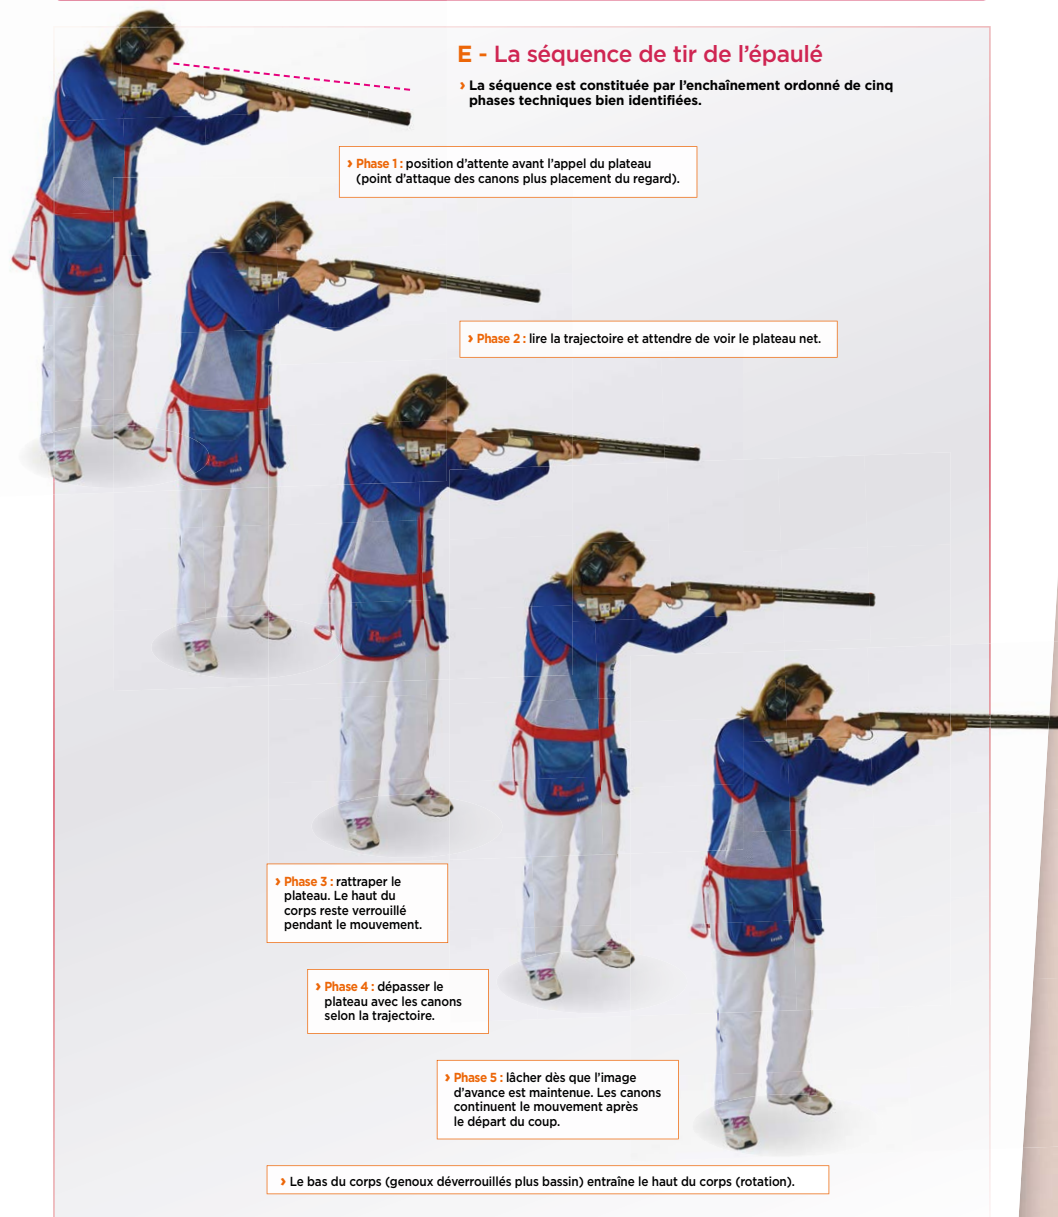 E - La séquence de tir de l’épaulé
› La séquence est constituée par l’enchaînement ordonné de cinq
phases techniques bien identifiées.
› Phase 1 : position d’attente avant l’appel du plateau
(point d’attaque des canons plus placement du regard).
› Phase 2 : lire la trajectoire et attendre de voir le plateau net.
› Phase 3 : rattraper le
plateau. Le haut du
corps reste verrouillé
pendant le mouvement.
› Phase 4 : dépasser le
plateau avec les canons
selon la trajectoire.
› Phase 5 : lâcher dès que l’image
d’avance est maintenue. Les canons
continuent le mouvement après
le départ du coup.
› Le bas du corps (genoux déverrouillés plus bassin) entraîne le haut du corps (rotation).